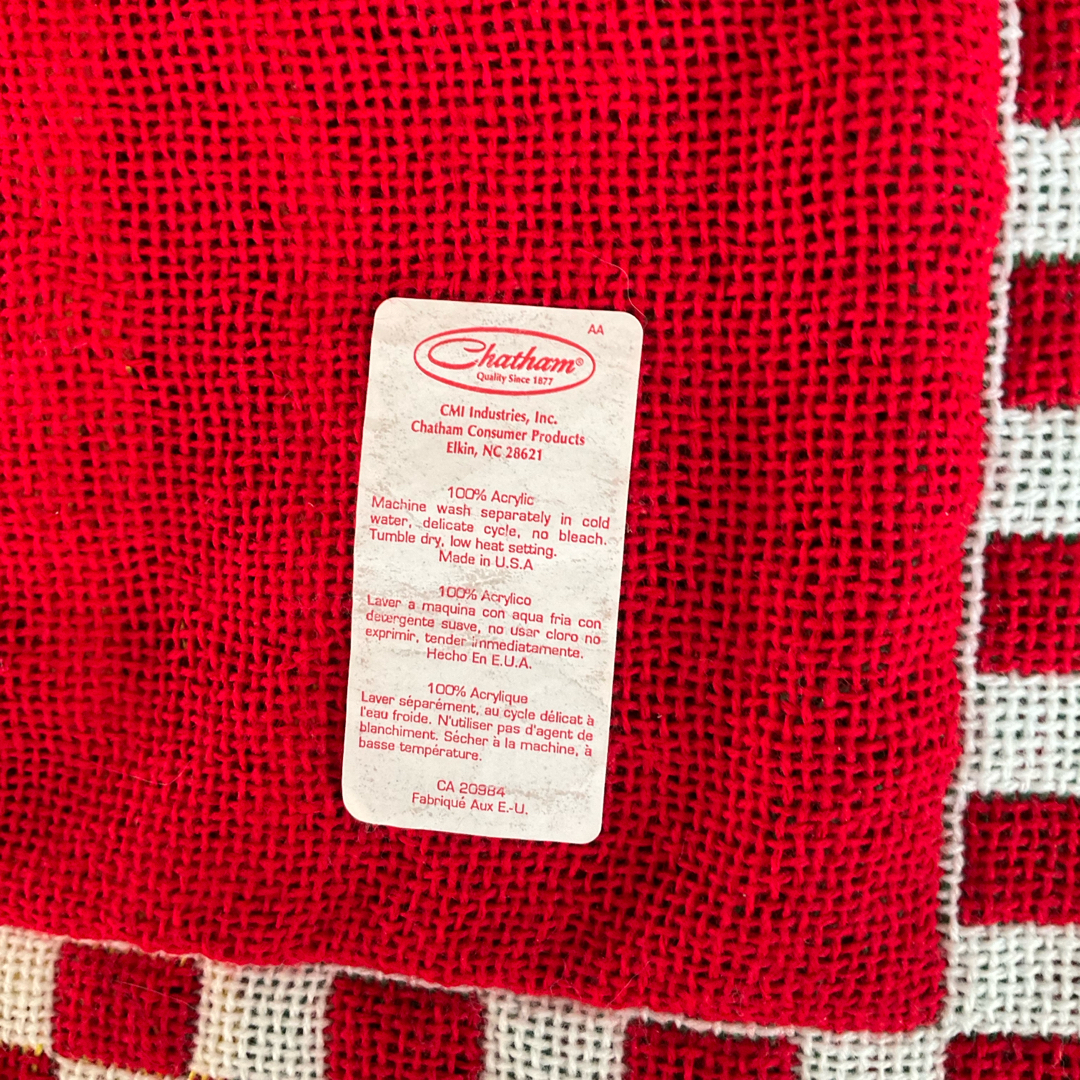 AA
Chatham®
Quality Since 1877
CMI Industries, Inc.
Chatham Consumer Products
Elkin, NC 28621
100% Acrylic
Machine wash separately in cold
water, delicate cycle, no bleach.
Tumble dry, low heat setting.
Made in U.S.A
100% Acrylico
Laver a maquina con aqua fria con
detergente suave, no usar cloro no
exprimir, tender immediatamente.
Hecho En E.U.A.
100% Acrylique
Laver séparément, au cycle délicat à
l'eau froide. N'utiliser pas d'agent de
blanchiment. Sécher à la machine, à
basse température.
CA 20984
Fabriqué Aux E.-U.